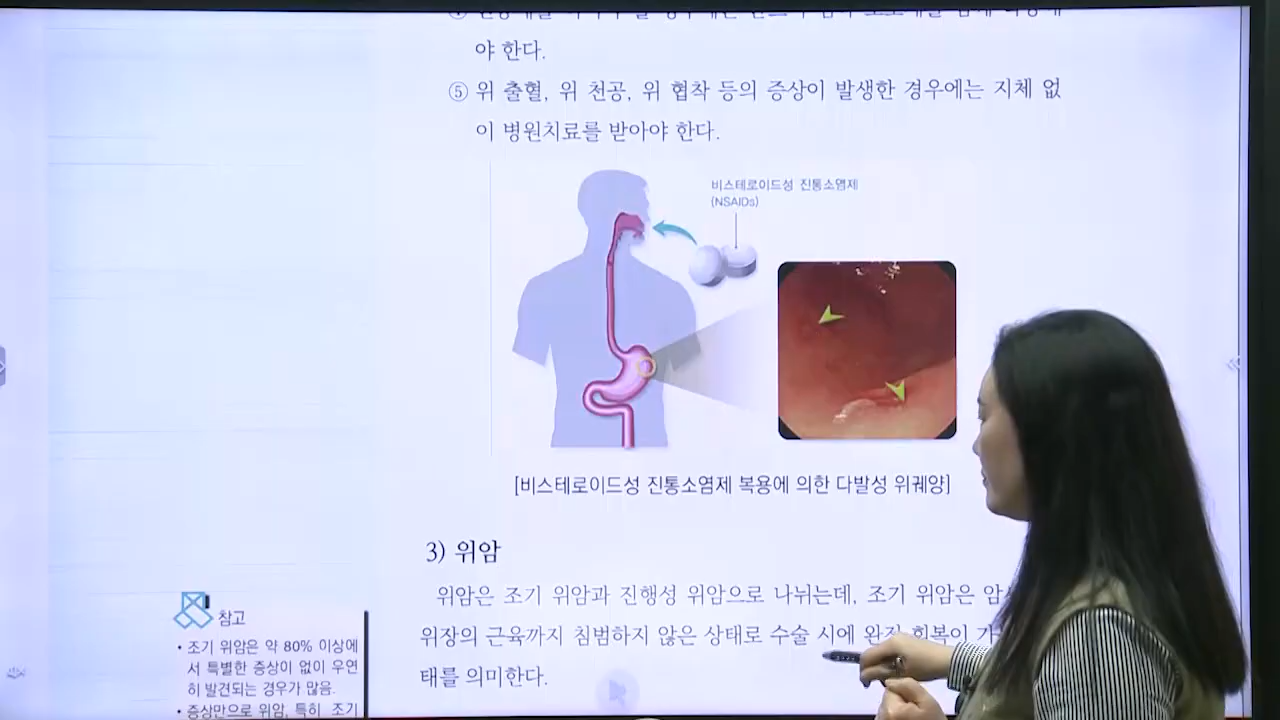 야 한다.
⑤ 위 출혈, 위 천공, 위 협착 등의 증상이 발생한 경우에는 지체 없
이 병원치료를 받아야 한다.
비스테로이드성 진통소염제
(NSAIDs)
[비스테로이드성 진통소염제 복용에 의한 다발성 위궤양]
3) 위암
위암은 조기 위암과 진행성 위암으로 나뉘는데, 조기 위암은
위장의 근육까지 침범하지 않은 상태로 수술 시에 완전 회복이
태를 의미한다.
참고
• 조기 위암은 약 80% 이상에
서 특별한 증상이 없이 우연
히 발견되는 경우가 많음.
• 증상만으로 위암, 특히 조기